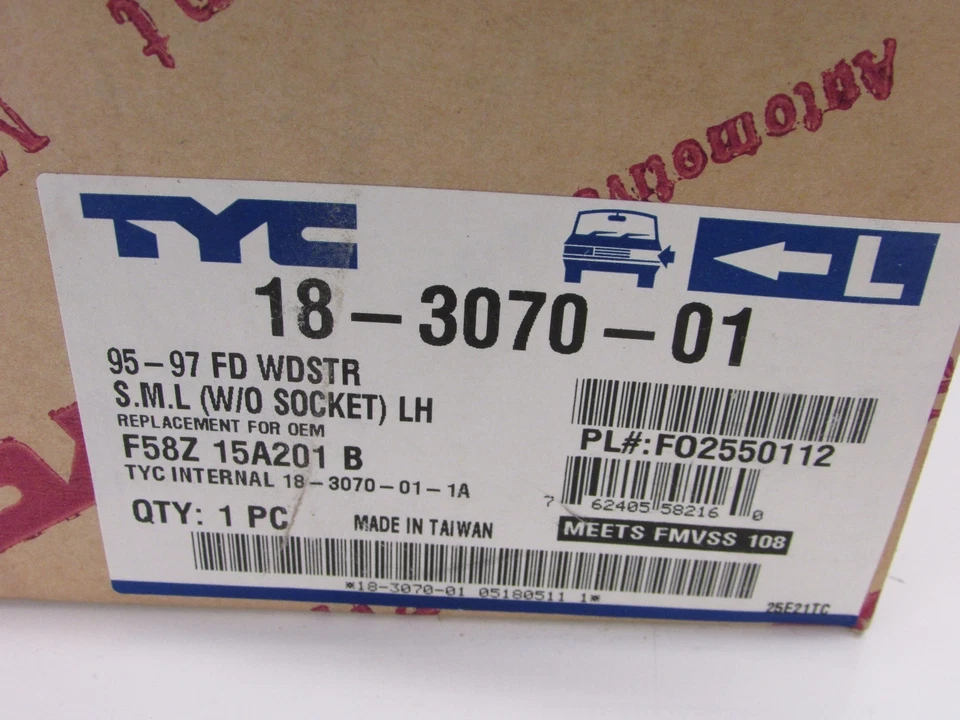 Automotive
TYC
L
18-3070-01
95-97 FD WDSTR
S.M.L (W/O SOCKET) LH
REPLACEMENT FOR OEM
F58Z 15A201 B
TYC INTERNAL 18-3070-01-1A
PL#:FO2550112
7 62405 58216 0
QTY: 1 PC
MADE IN TAIWAN
MEETS FMVSS 108
*18-3070-01 05180511 1*
25E21TC